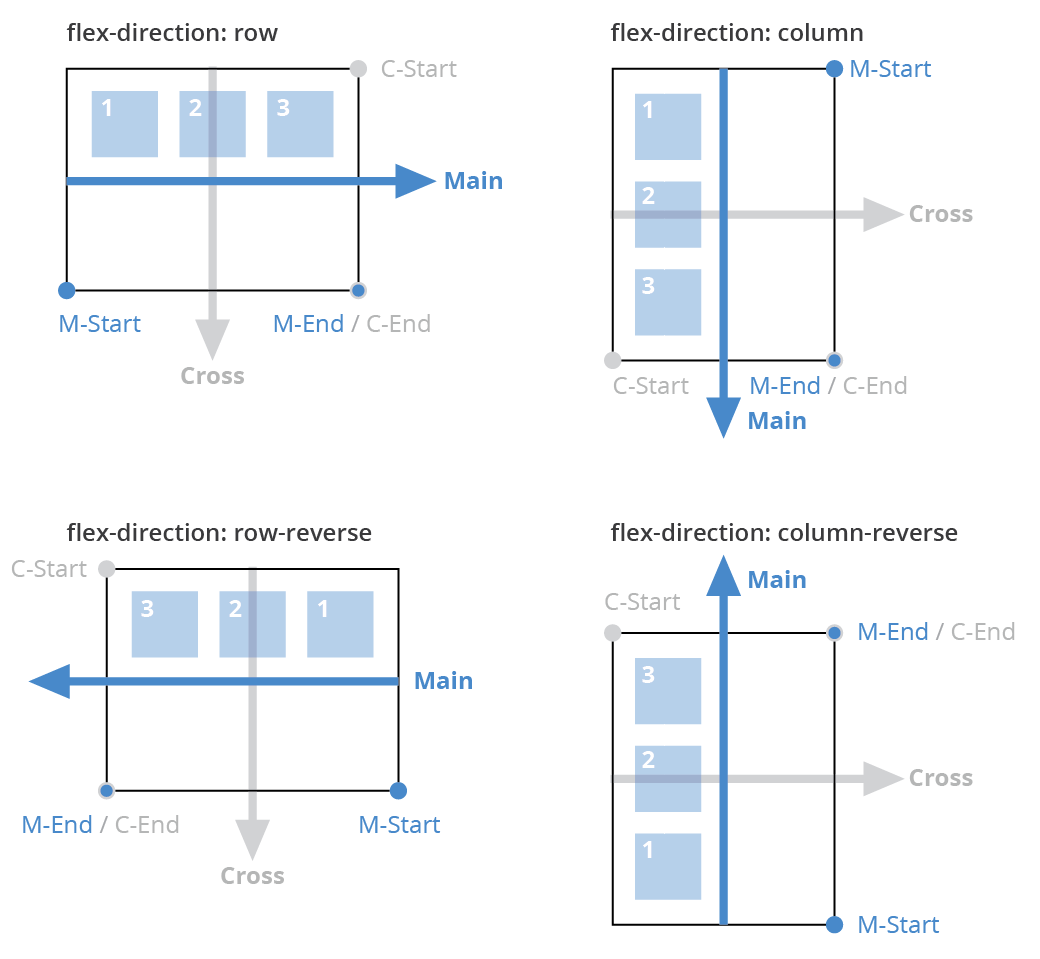 flex-direction: row
C-Start
1 2 3
Main
M-Start
M-End / C-End
Cross
flex-direction: column
M-Start
1
2
Cross
3
C-Start
M-End / C-End
Main
flex-direction: row-reverse
C-Start
3 2 1
Main
M-End / C-End
M-Start
Cross
flex-direction: column-reverse
Main
C-Start
M-End / C-End
3
2
Cross
1
M-Start